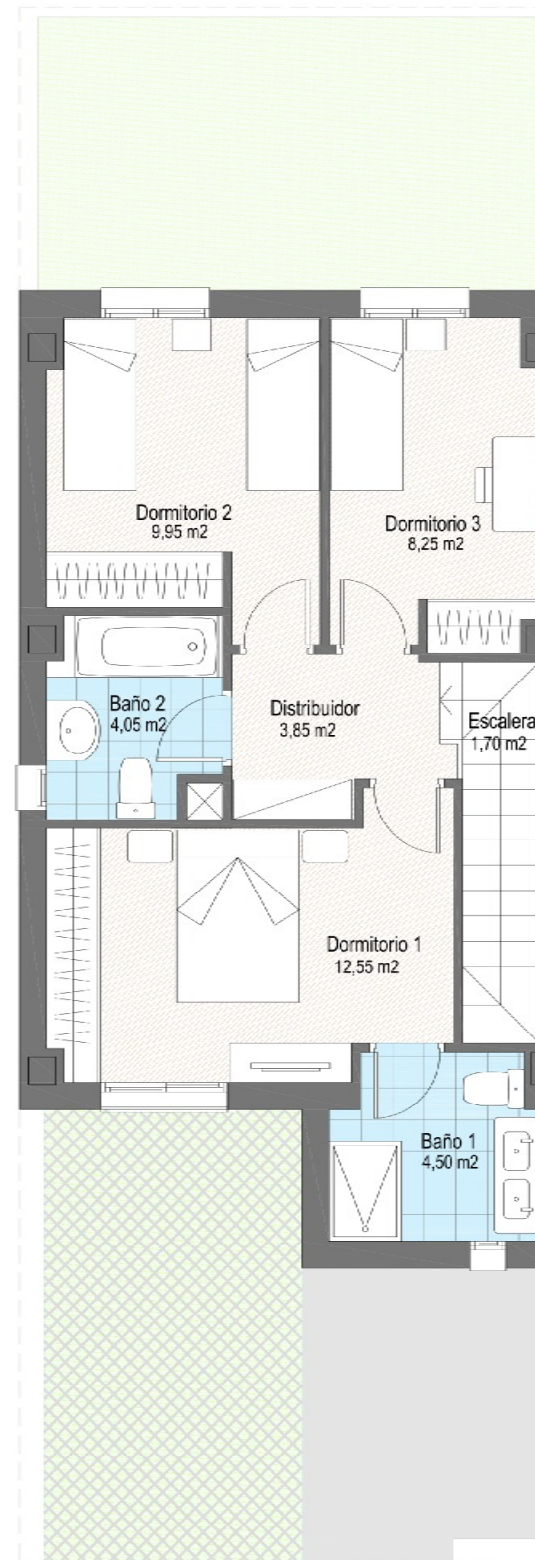 Dormitorio 2
9,95 m2
Dormitorio 3
8,25 m2
Baño 2
4,05 m2
Distribuidor
3,85 m2
Escalera
1,70 m2
Dormitorio 1
12,55 m2
Baño 1
4,50 m2